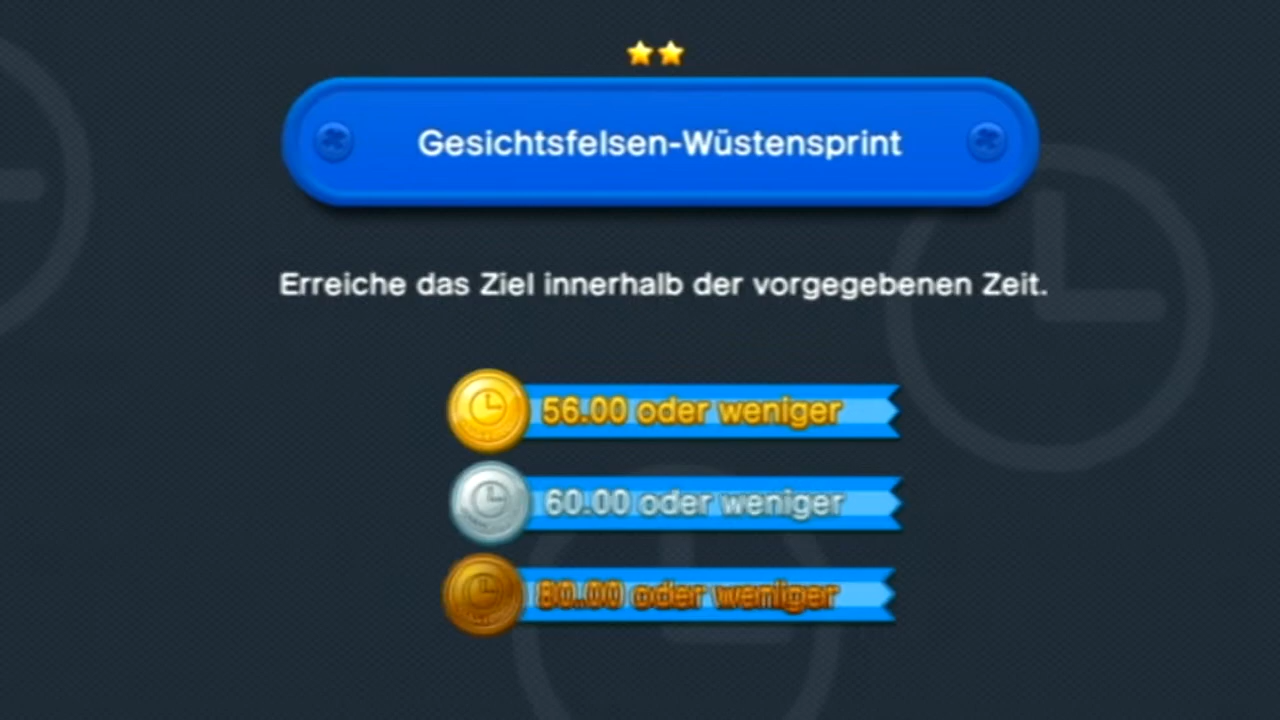 Gesichtsfelsen-Wüstensprint
Erreiche das Ziel innerhalb der vorgegebenen Zeit.
56.00 oder weniger
60.00 oder weniger
80.00 oder weniger